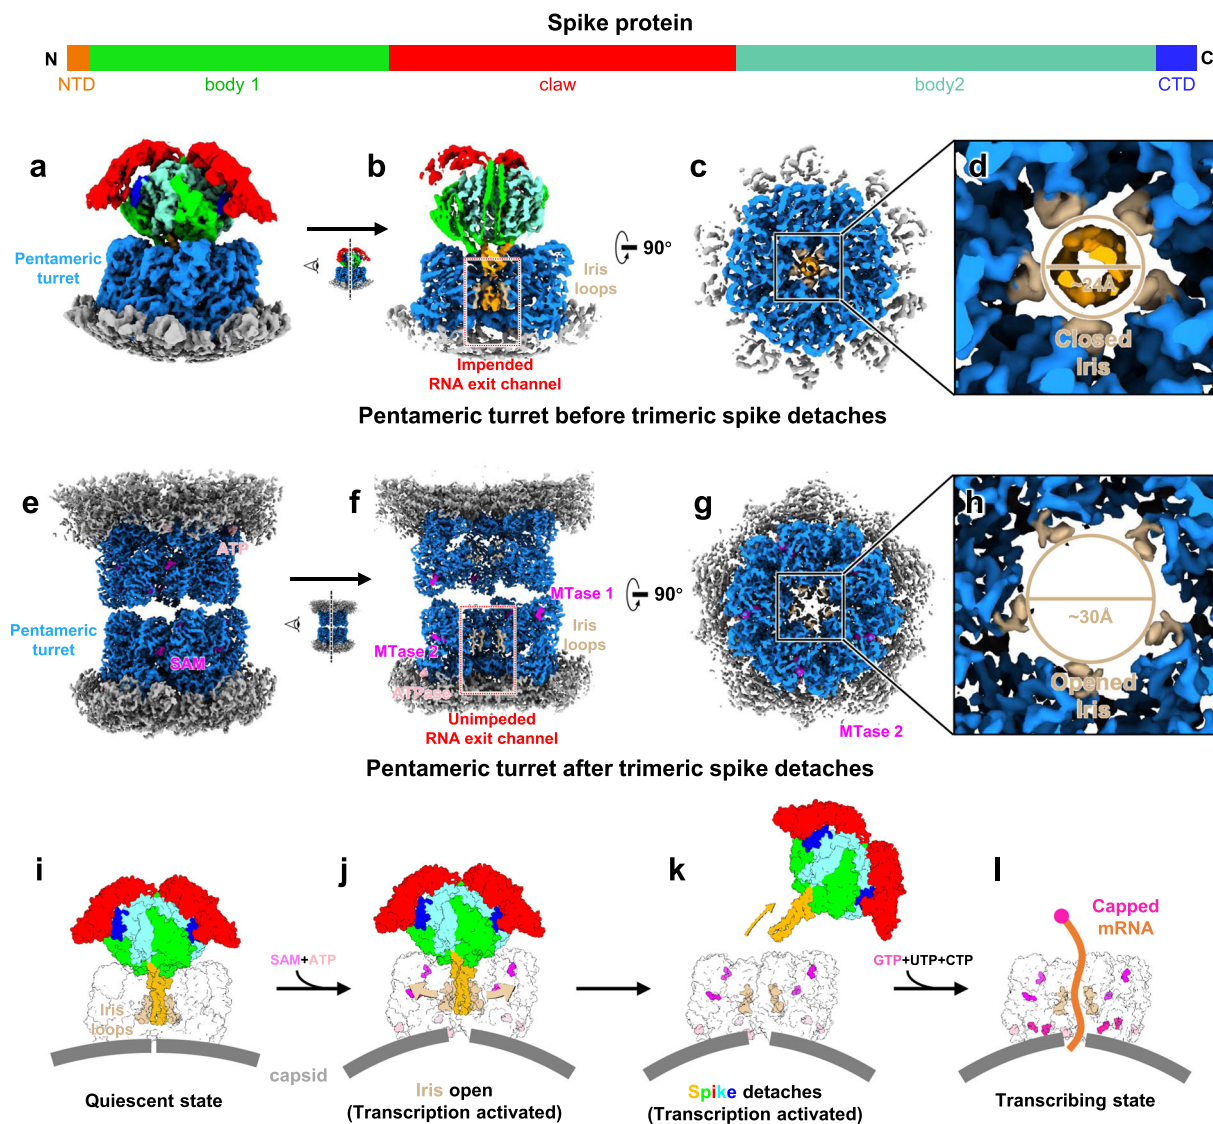 Spike protein
N
C
NTD
body 1
claw
body2
CTD
a
b
c
d
Pentameric
turret
Iris
loops
90°
~24Å
Closed
Iris
Impended
RNA exit channel
Pentameric turret before trimeric spike detaches
e
f
g
h
ATP
Pentameric
turret
SAM
MTase 1
MTase 2
Iris
loops
ATPase
90°
~30Å
Opened
Iris
Unimpeded
RNA exit channel
MTase 2
Pentameric turret after trimeric spike detaches
i
j
k
l
Capped
mRNA
SAM+ATP
GTP+UTP+CTP
Iris
loops
capsid
Quiescent state
Iris open
(Transcription activated)
Spike detaches
(Transcription activated)
Transcribing state